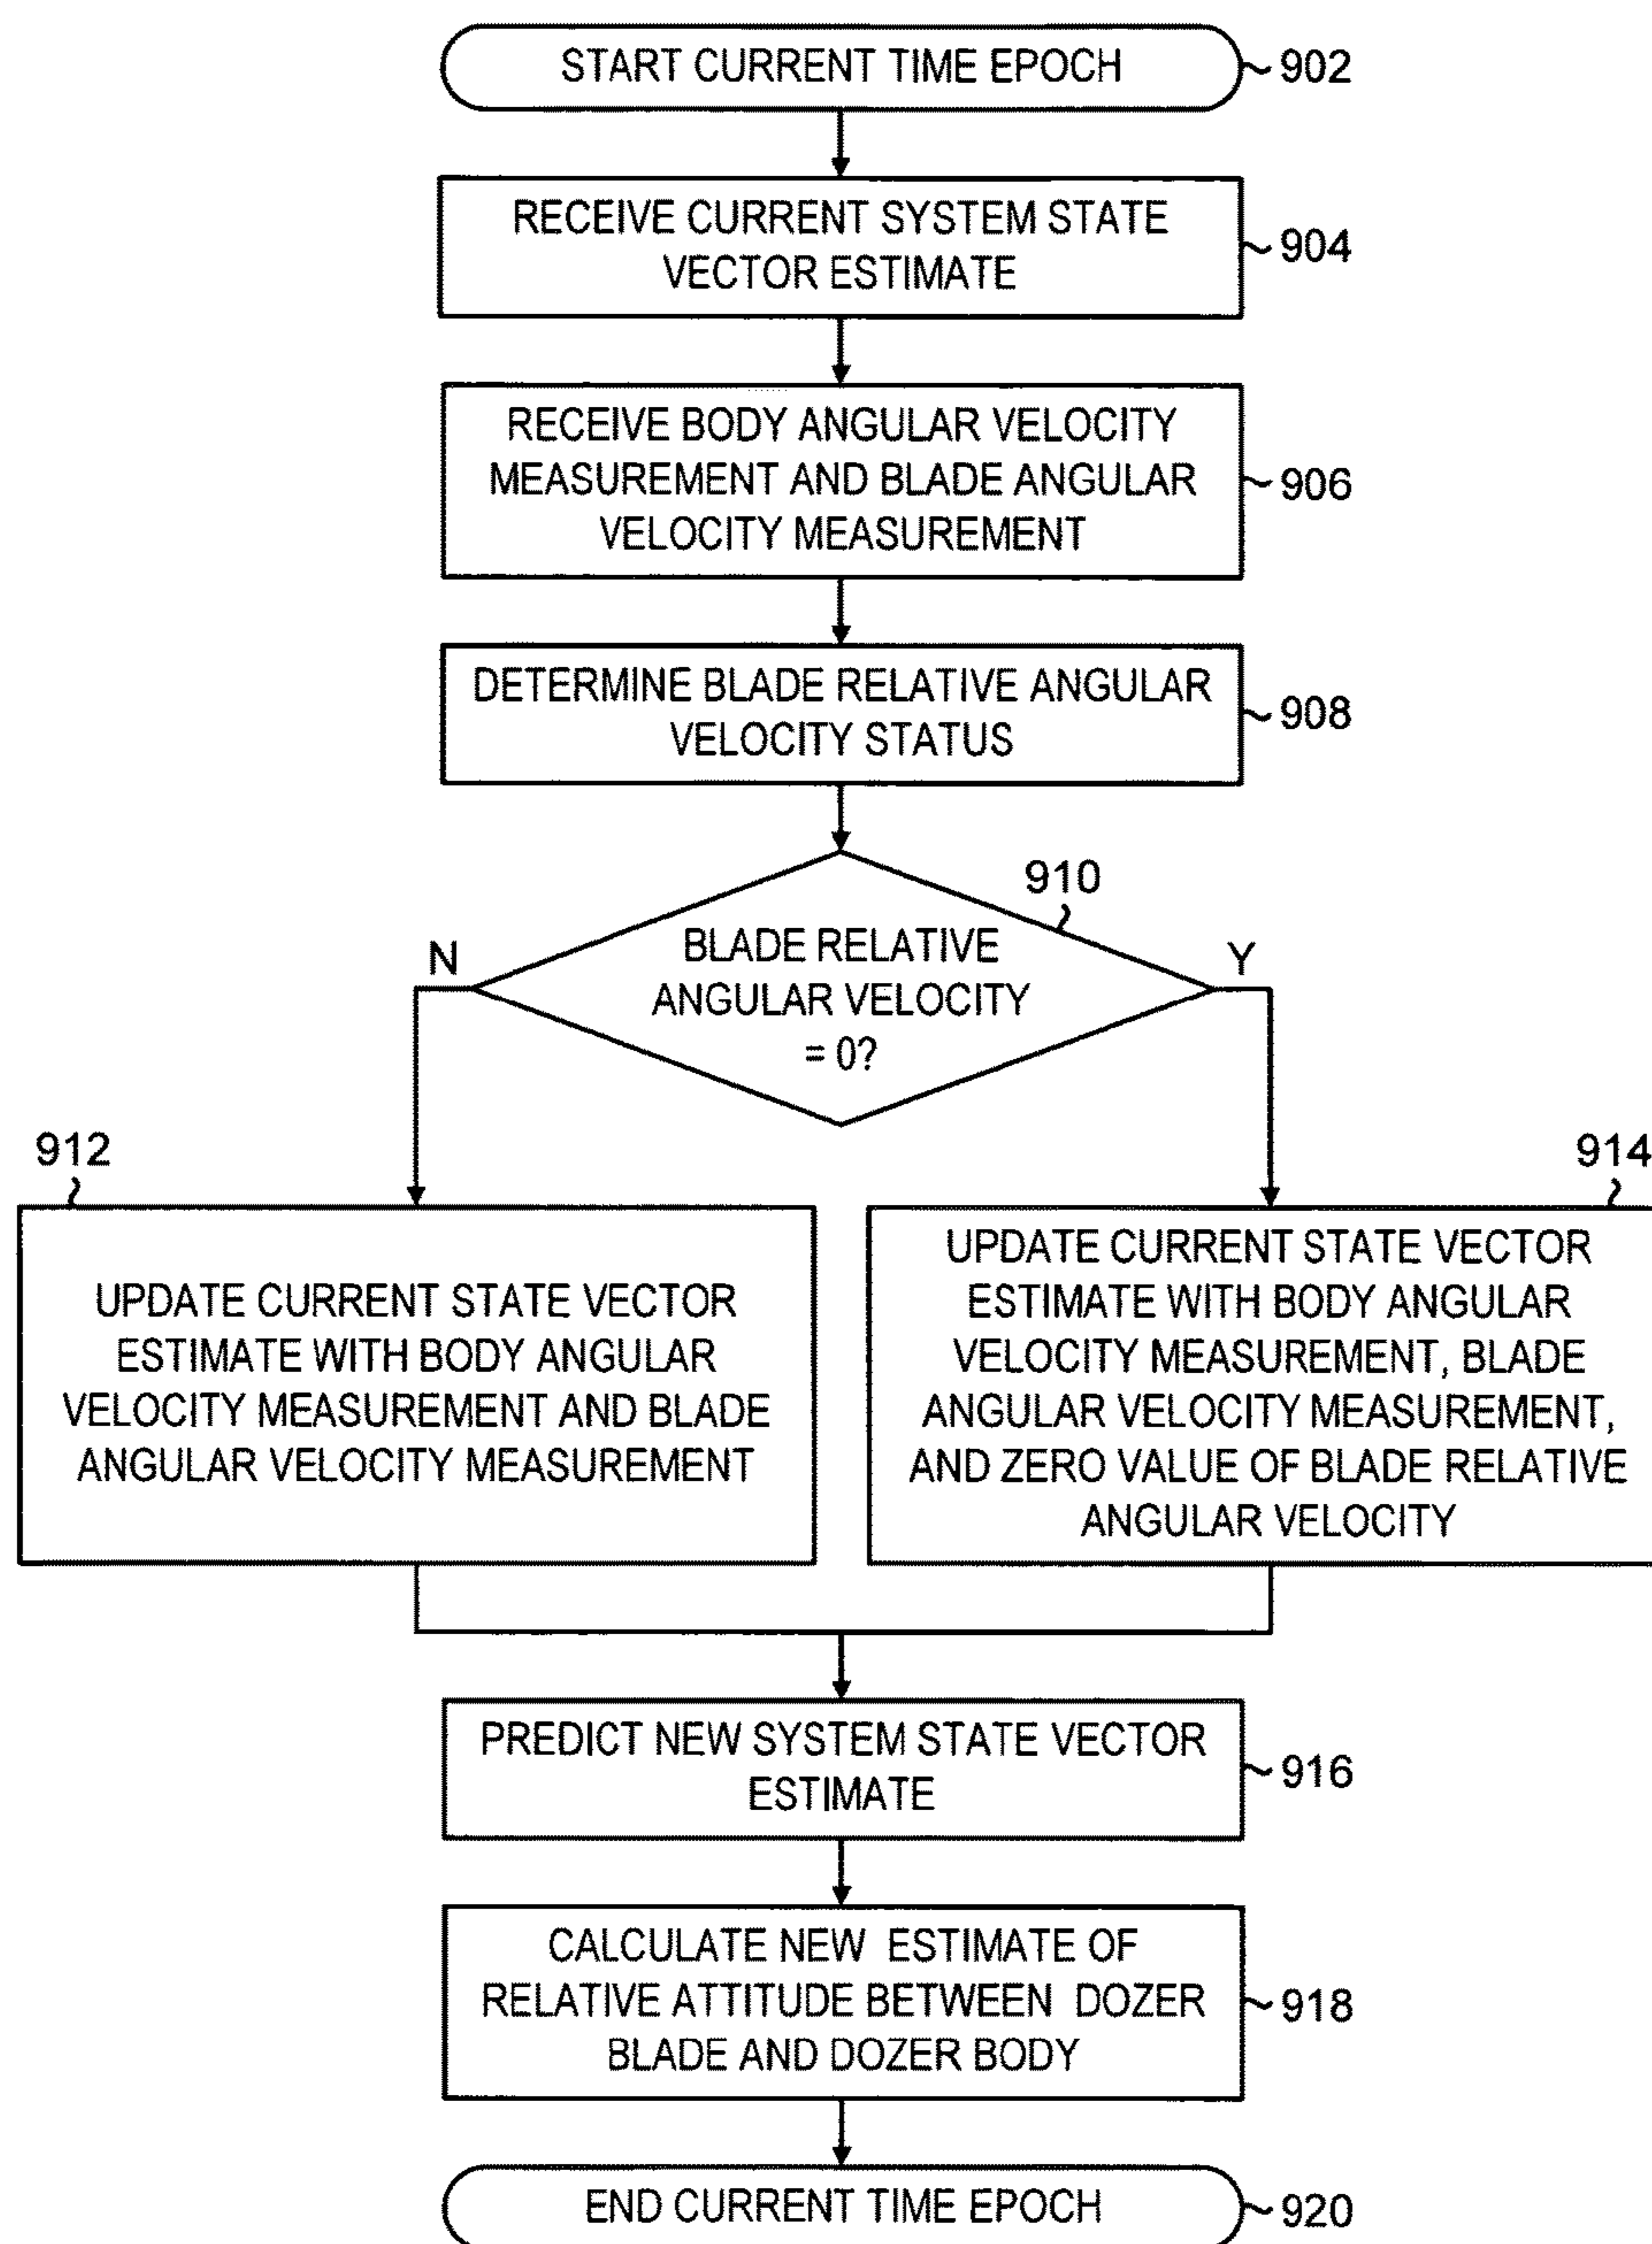 START CURRENT TIME EPOCH
902
RECEIVE CURRENT SYSTEM STATE
VECTOR ESTIMATE
904
RECEIVE BODY ANGULAR VELOCITY
MEASUREMENT AND BLADE ANGULAR
VELOCITY MEASUREMENT
906
DETERMINE BLADE RELATIVE ANGULAR
VELOCITY STATUS
908
910
BLADE RELATIVE
ANGULAR VELOCITY
= 0?
N
Y
912
UPDATE CURRENT STATE VECTOR
ESTIMATE WITH BODY ANGULAR
VELOCITY MEASUREMENT AND BLADE
ANGULAR VELOCITY MEASUREMENT
914
UPDATE CURRENT STATE VECTOR
ESTIMATE WITH BODY ANGULAR
VELOCITY MEASUREMENT, BLADE
ANGULAR VELOCITY MEASUREMENT,
AND ZERO VALUE OF BLADE RELATIVE
ANGULAR VELOCITY
PREDICT NEW SYSTEM STATE VECTOR
ESTIMATE
916
CALCULATE NEW ESTIMATE OF
RELATIVE ATTITUDE BETWEEN DOZER
BLADE AND DOZER BODY
918
END CURRENT TIME EPOCH
920